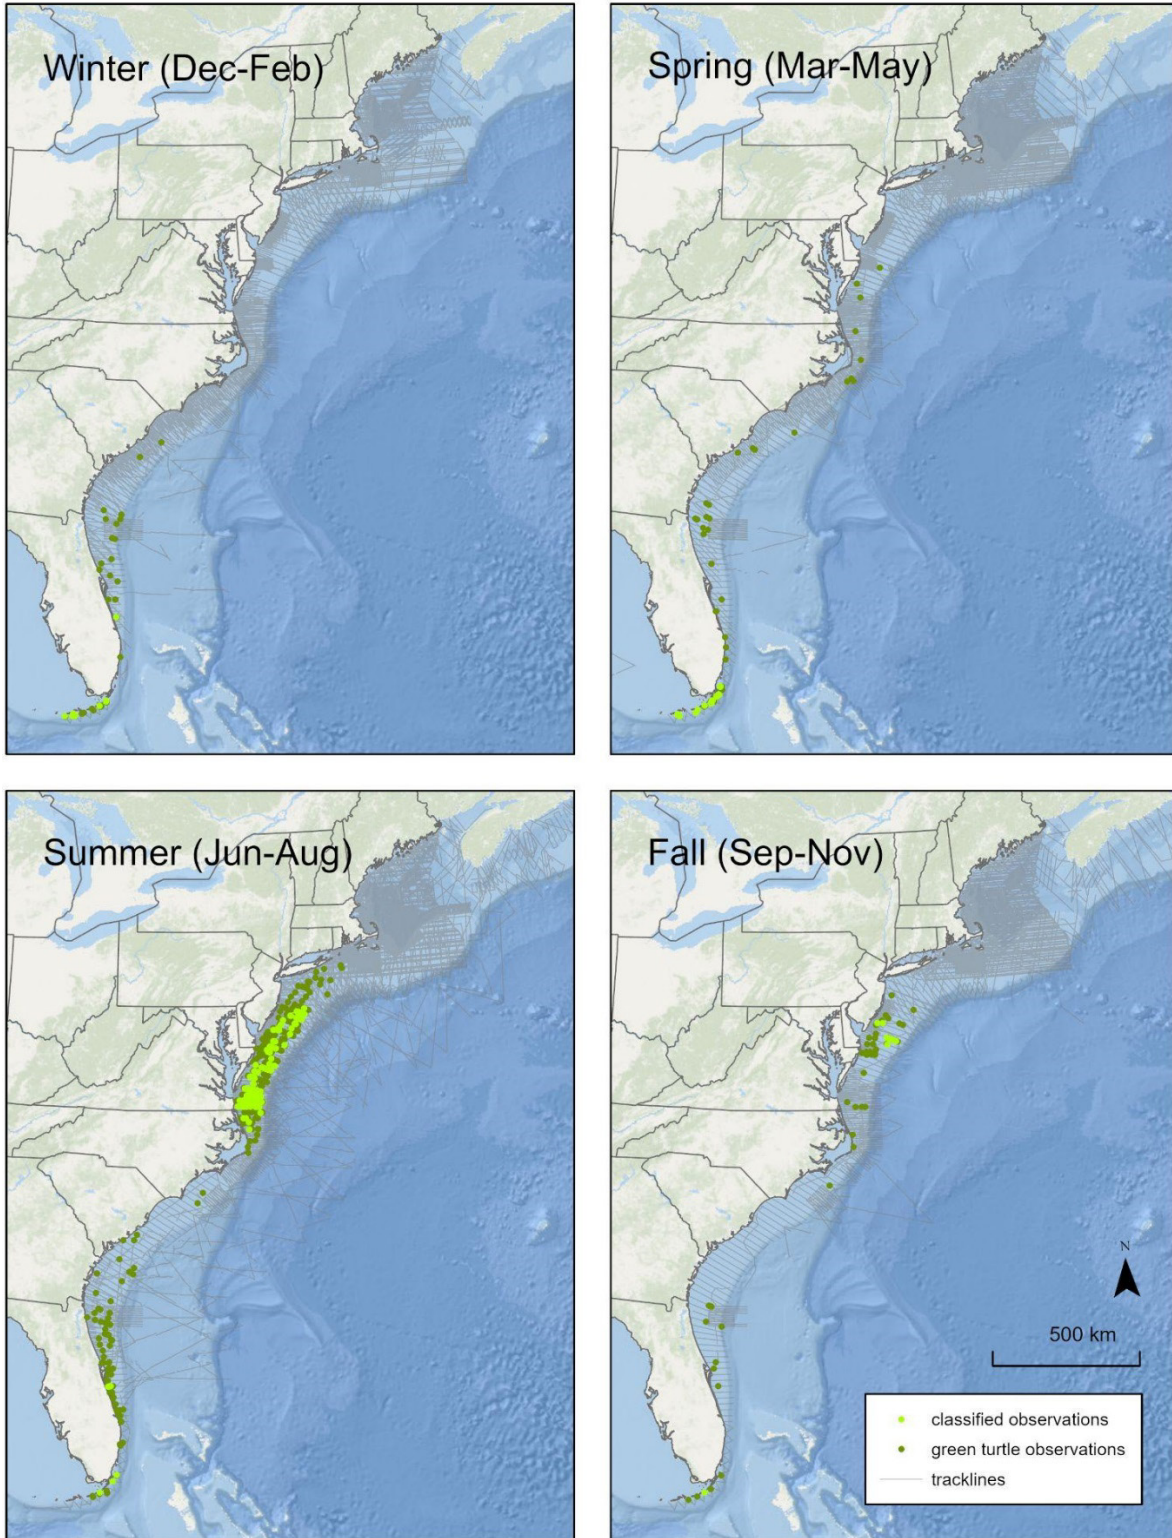 Winter (Dec-Feb)
Spring (Mar-May)
Summer (Jun-Aug)
Fall (Sep-Nov)
N
500 km
classified observations
green turtle observations
tracklines